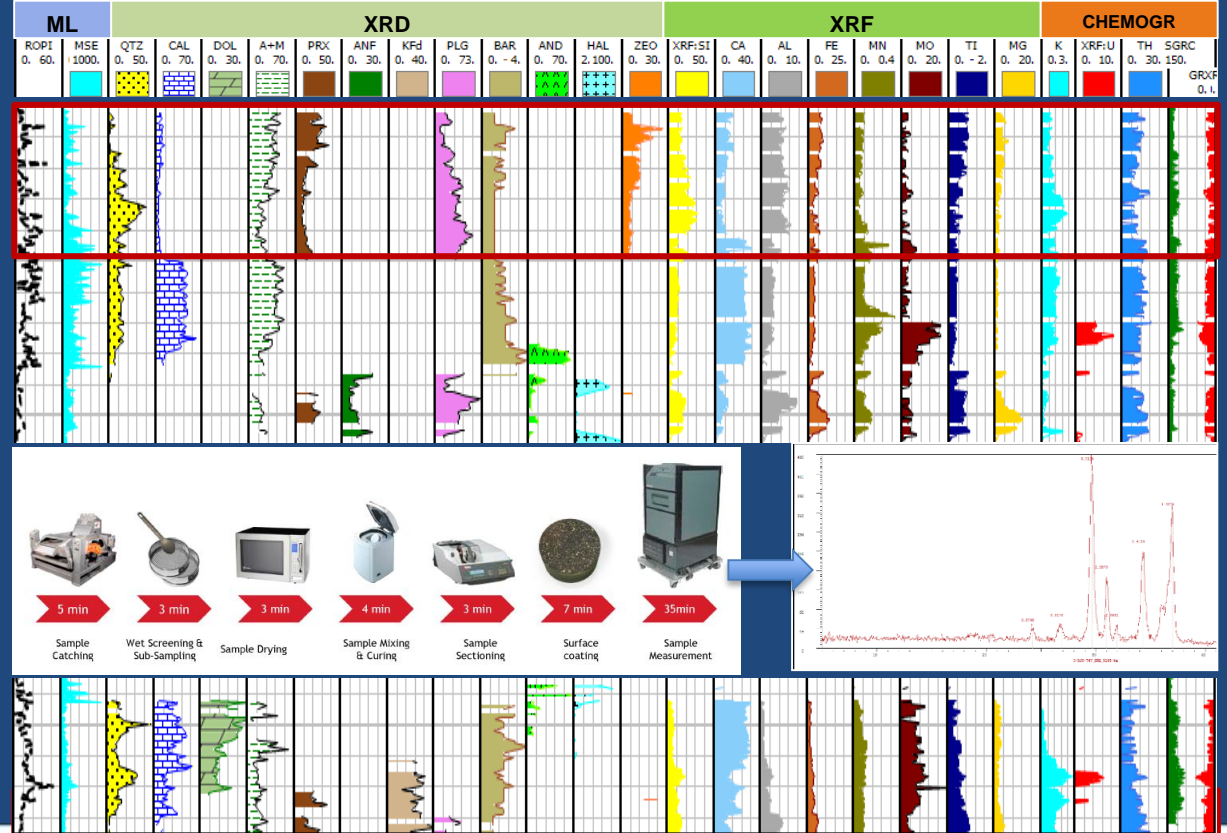 ML XRD XRF CHEMOGR
ROPI MSE QTZ CAL DOL A+M PRX ANF KFd PLG BAR AND HAL ZEO XRF:SI CA AL FE MN MO TI MG K XRF:U TH SGRC
0. 60. 1000. 0. 50. 0. 70. 0. 30. 0. 70. 0. 50. 0. 30. 0. 40. 0. 73. 0. - 4. 0. 70. 2.100. 0. 30. 0. 50. 0. 40. 0. 10. 0. 25. 0. 0.4 0. 20. 0. - 2. 0. 20. 0. 3. 0. 10. 0. 30. 150.
5 min 3 min 3 min 4 min 3 min 7 min 35min
Sample
Catching
Wet Screening &
Sub-Sampling
Sample Drying
Sample Mixing
& Curing
Sample
Sectioning
Surface
coating
Sample
Measurement